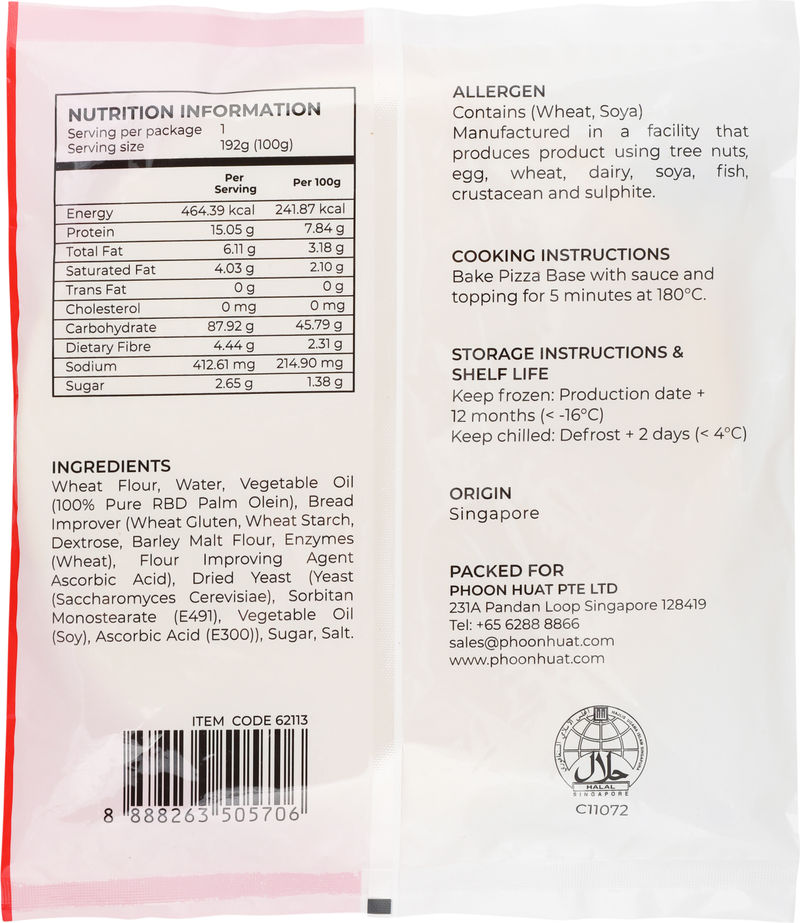 NUTRITION INFORMATION
Serving per package 1
Serving size 192g (100g)
Per Serving Per 100g
Energy 464.39 kcal 241.87 kcal
Protein 15.05 g 7.84 g
Total Fat 6.11 g 3.18 g
Saturated Fat 4.03 g 2.10 g
Trans Fat 0 g 0 g
Cholesterol 0 mg 0 mg
Carbohydrate 87.92 g 45.79 g
Dietary Fibre 4.44 g 2.31 g
Sodium 412.61 mg 214.90 mg
Sugar 2.65 g 1.38 g
INGREDIENTS
Wheat Flour, Water, Vegetable Oil
(100% Pure RBD Palm Olein), Bread
Improver (Wheat Gluten, Wheat Starch,
Dextrose, Barley Malt Flour, Enzymes
(Wheat), Flour Improving Agent
Ascorbic Acid), Dried Yeast (Yeast
(Saccharomyces Cerevisiae), Sorbitan
Monostearate (E491), Vegetable Oil
(Soy), Ascorbic Acid (E300)), Sugar, Salt.
ITEM CODE 62113
8 888263 505706
ALLERGEN
Contains (Wheat, Soya)
Manufactured in a facility that
produces product using tree nuts,
egg, wheat, dairy, soya, fish,
crustacean and sulphite.
COOKING INSTRUCTIONS
Bake Pizza Base with sauce and
topping for 5 minutes at 180°C.
STORAGE INSTRUCTIONS &
SHELF LIFE
Keep frozen: Production date +
12 months (< -16°C)
Keep chilled: Defrost + 2 days (< 4°C)
ORIGIN
Singapore
PACKED FOR
PHOON HUAT PTE LTD
231A Pandan Loop Singapore 128419
Tel: +65 6288 8866
sales@phoonhuat.com
www.phoonhuat.com
MAJLIS UGAMA ISLAM SINGAPURA
حلال
HALAL
SINGAPORE
C11072